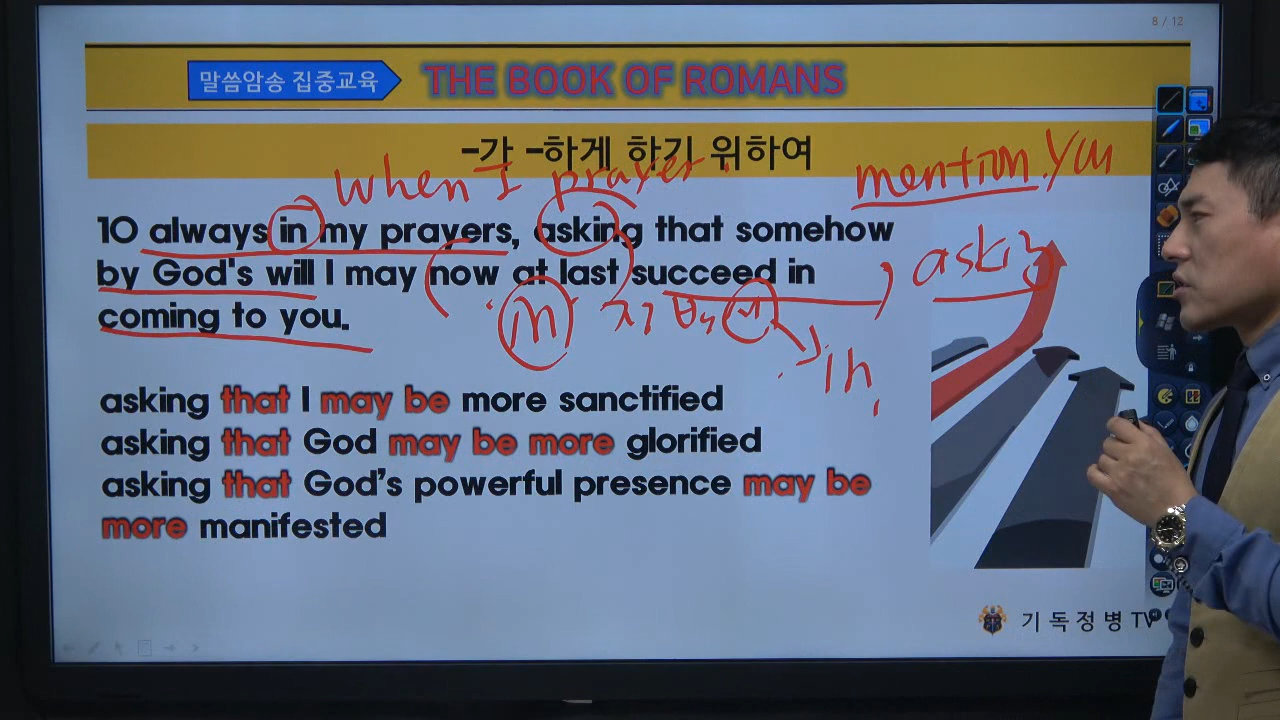 8 / 12
말씀암송 집중교육
THE BOOK OF ROMANS
-가 -하게 하기 위하여
when I prayer.
mention you
10 always in my prayers, asking that somehow
by God's will I may now at last succeed in
coming to you.
asking
in
in
asking that I may be more sanctified
asking that God may be more glorified
asking that God's powerful presence may be
more manifested
기독정병 TV